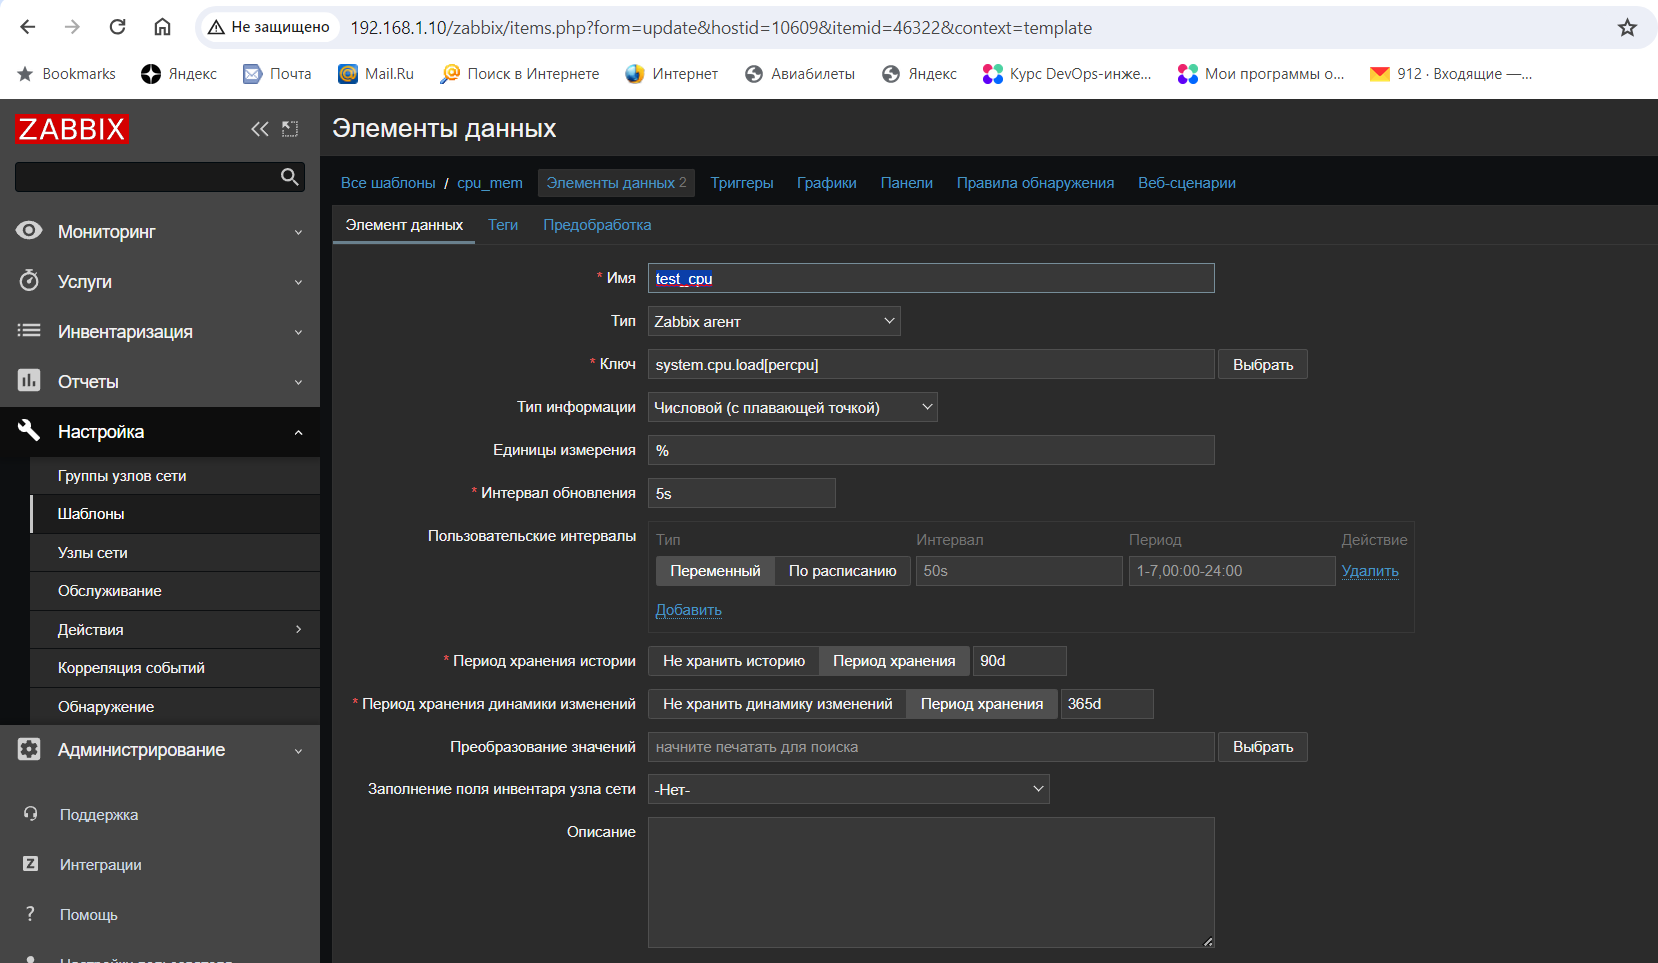 Не защищено 192.168.1.10/zabbix/items.php?form=update&hostid=10609&itemid=46322&context=template
Bookmarks Яндекс Почта Mail.Ru Поиск в Интернете Интернет Авиабилеты Яндекс Курс DevOps-инже... Мои программы о... 912 · Входящие —...
ZABBIX
Элементы данных
Все шаблоны / cpu_mem Элементы данных 2 Триггеры Графики Панели Правила обнаружения Веб-сценарии
Элемент данных Теги Предобработка
Мониторинг
Услуги
Инвентаризация
Отчеты
Настройка
Группы узлов сети
Шаблоны
Узлы сети
Обслуживание
Действия
Корреляция событий
Обнаружение
Администрирование
Поддержка
Z Интеграции
? Помощь
* Имя test_cpu
Тип Zabbix агент
* Ключ system.cpu.load[percpu] Выбрать
Тип информации Числовой (с плавающей точкой)
Единицы измерения %
* Интервал обновления 5s
Пользовательские интервалы Тип Интервал Период Действие
Переменный По расписанию 50s 1-7,00:00-24:00 Удалить
Добавить
* Период хранения истории Не хранить историю Период хранения 90d
* Период хранения динамики изменений Не хранить динамику изменений Период хранения 365d
Преобразование значений начните печатать для поиска Выбрать
Заполнение поля инвентаря узла сети -Нет-
Описание